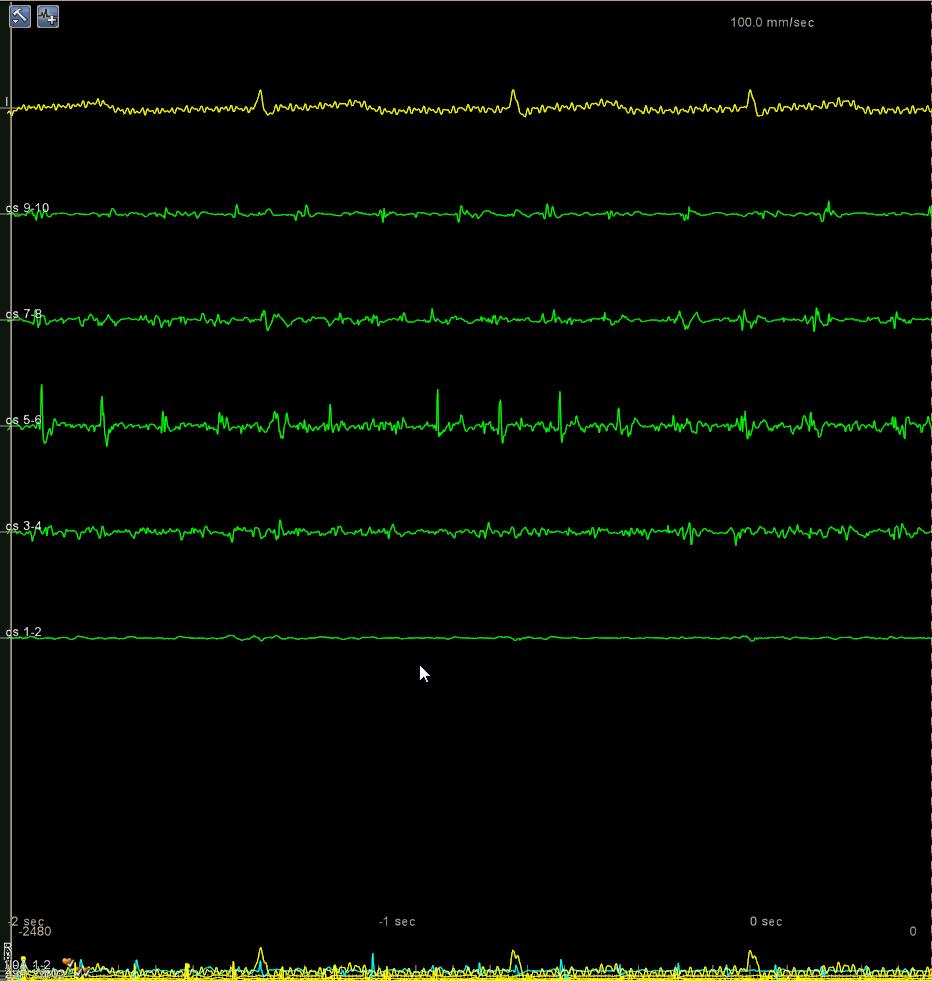 100.0 mm/sec
I
cs 9-10
cs 7-8
cs 5-6
cs 3-4
cs 1-2
-2 sec
-1 sec
0 sec
-2480
0